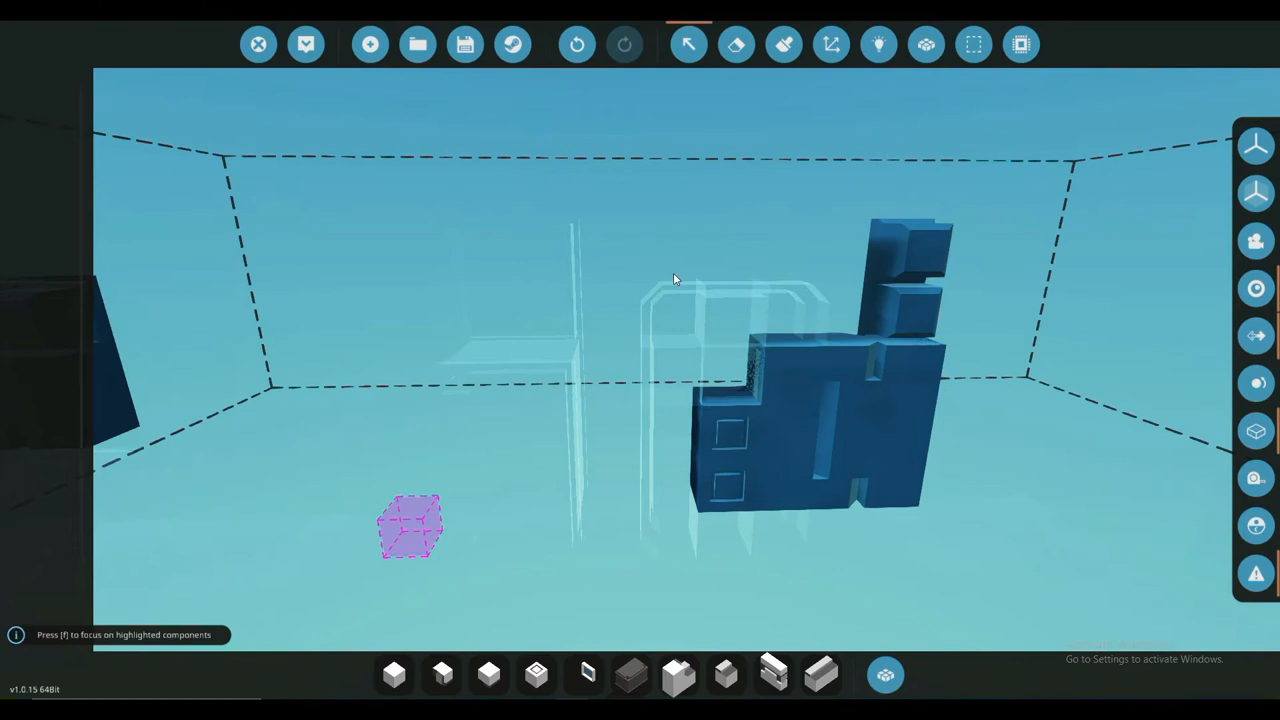 Press [f] to focus on highlighted components
Go to Settings to activate Windows.
v1.0.15 64Bit